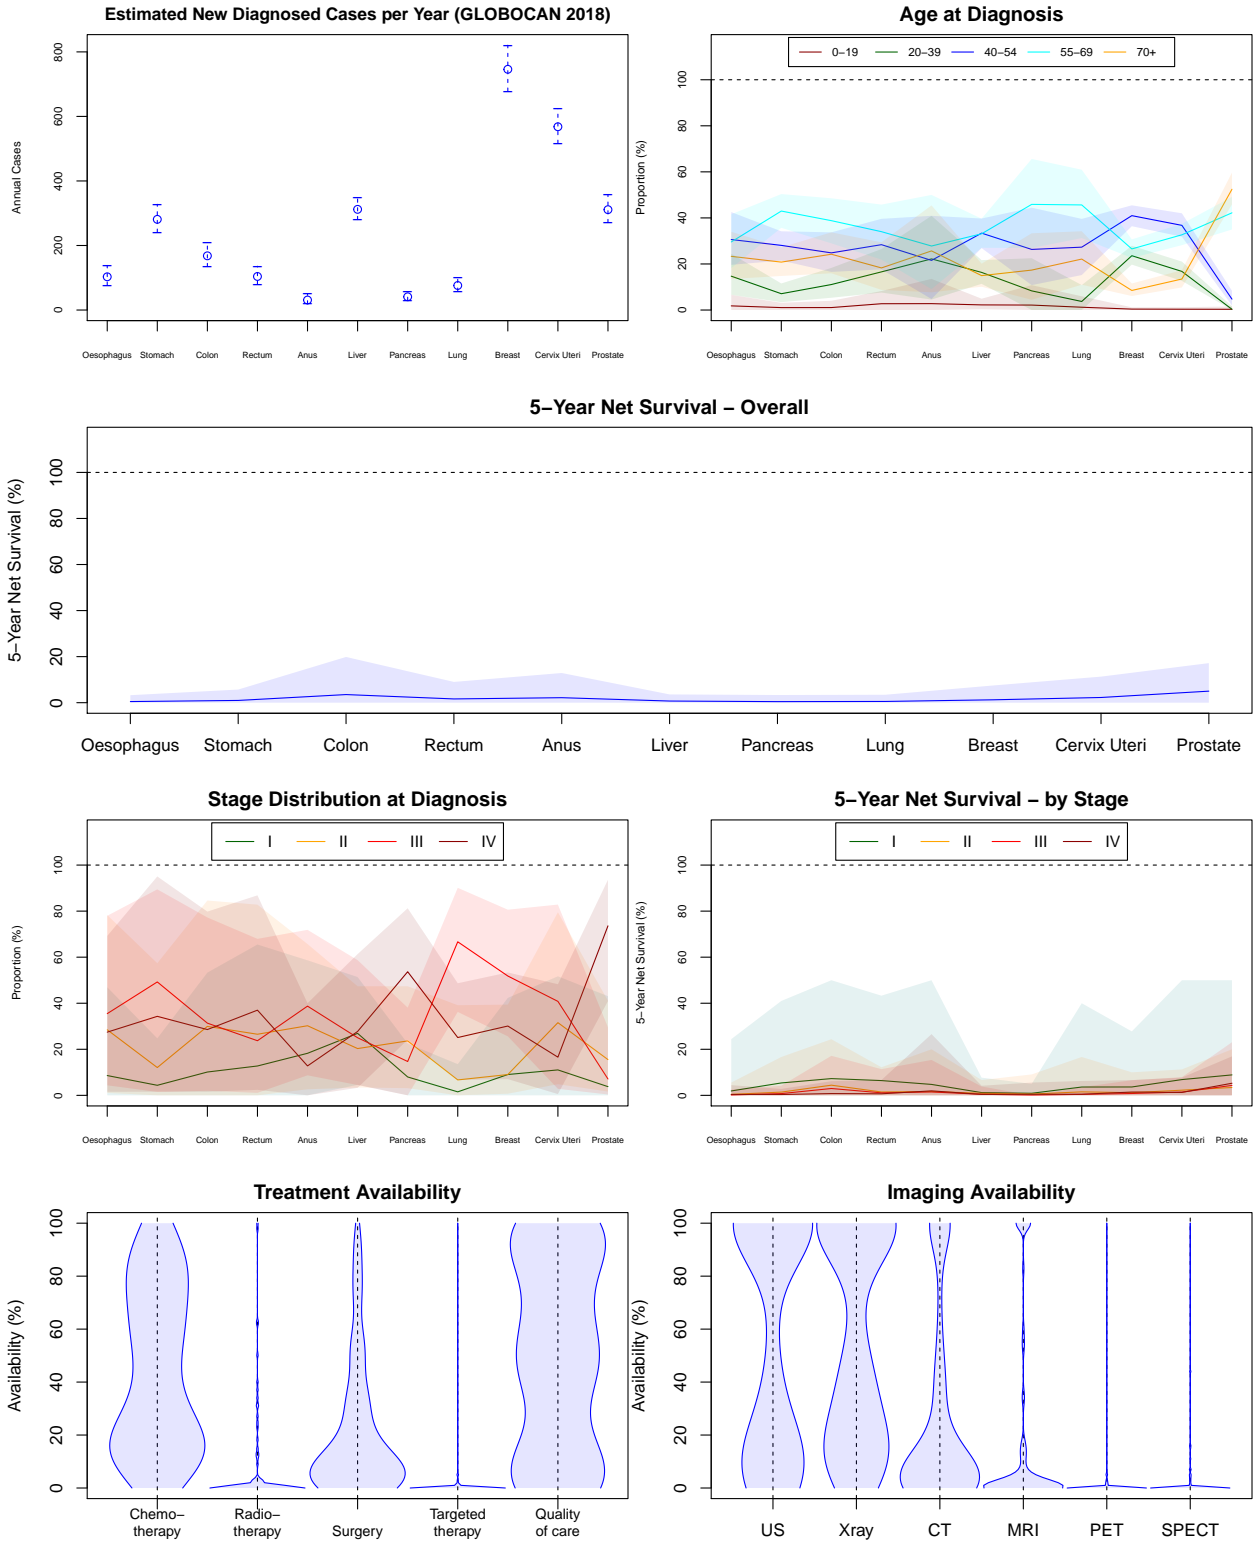 Estimated New Diagnosed Cases per Year (GLOBOCAN 2018)
Annual Cases
0
200
400
600
800
Oesophagus Stomach Colon Rectum Anus Liver Pancreas Lung Breast Cervix Uteri Prostate
Age at Diagnosis
0−19 20−39 40−54 55−69 70+
Proportion (%)
0
20
40
60
80
100
Oesophagus Stomach Colon Rectum Anus Liver Pancreas Lung Breast Cervix Uteri Prostate
5−Year Net Survival − Overall
5−Year Net Survival (%)
0
20
40
60
80
100
Oesophagus Stomach Colon Rectum Anus Liver Pancreas Lung Breast Cervix Uteri Prostate
Stage Distribution at Diagnosis
I II III IV
Proportion (%)
0
20
40
60
80
100
Oesophagus Stomach Colon Rectum Anus Liver Pancreas Lung Breast Cervix Uteri Prostate
5−Year Net Survival − by Stage
I II III IV
5−Year Net Survival (%)
0
20
40
60
80
100
Oesophagus Stomach Colon Rectum Anus Liver Pancreas Lung Breast Cervix Uteri Prostate
Treatment Availability
Availability (%)
0
20
40
60
80
100
Chemo−
therapy
Radio−
therapy
Surgery
Targeted
therapy
Quality
of care
Imaging Availability
Availability (%)
0
20
40
60
80
100
US Xray CT MRI PET SPECT